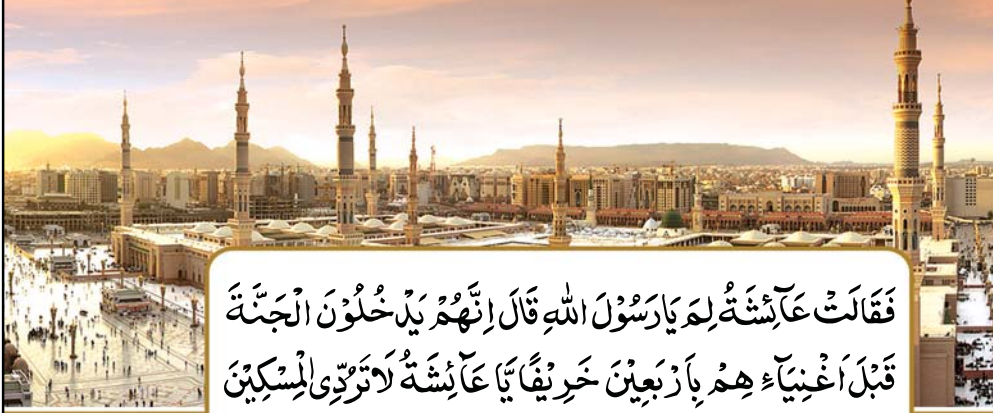 فَقَالَتْ عَآئِشَةُ لِمَ يَارَسُوْلَ اللهِ قَالَ اِنَّهُمْ يَدْخُلُوْنَ الْجَنَّةَ
قَبْلَ اَغْنِيَآءِ هِمْ بِاَرْبَعِيْنَ خَرِيْفًا يَّا عَآئِشَةُ لَاتَرُدِّى الْمِسْكِيْنَ